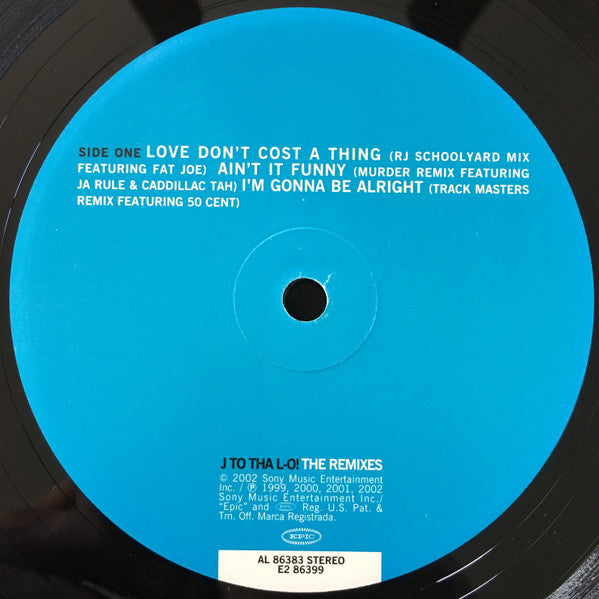 SIDE ONE LOVE DON'T COST A THING (RJ SCHOOLYARD MIX
FEATURING FAT JOE) AIN'T IT FUNNY (MURDER REMIX FEATURING
JA RULE & CADDILLAC TAH) I'M GONNA BE ALRIGHT (TRACK MASTERS
REMIX FEATURING 50 CENT)
J TO THA L-O! THE REMIXES
© 2002 Sony Music Entertainment
Inc. / ℗ 1999, 2000, 2001, 2002
Sony Music Entertainment Inc./
"Epic" and EPIC Reg. U.S. Pat. &
Tm. Off. Marca Registrada.
EPIC
AL 86383 STEREO
E2 86399